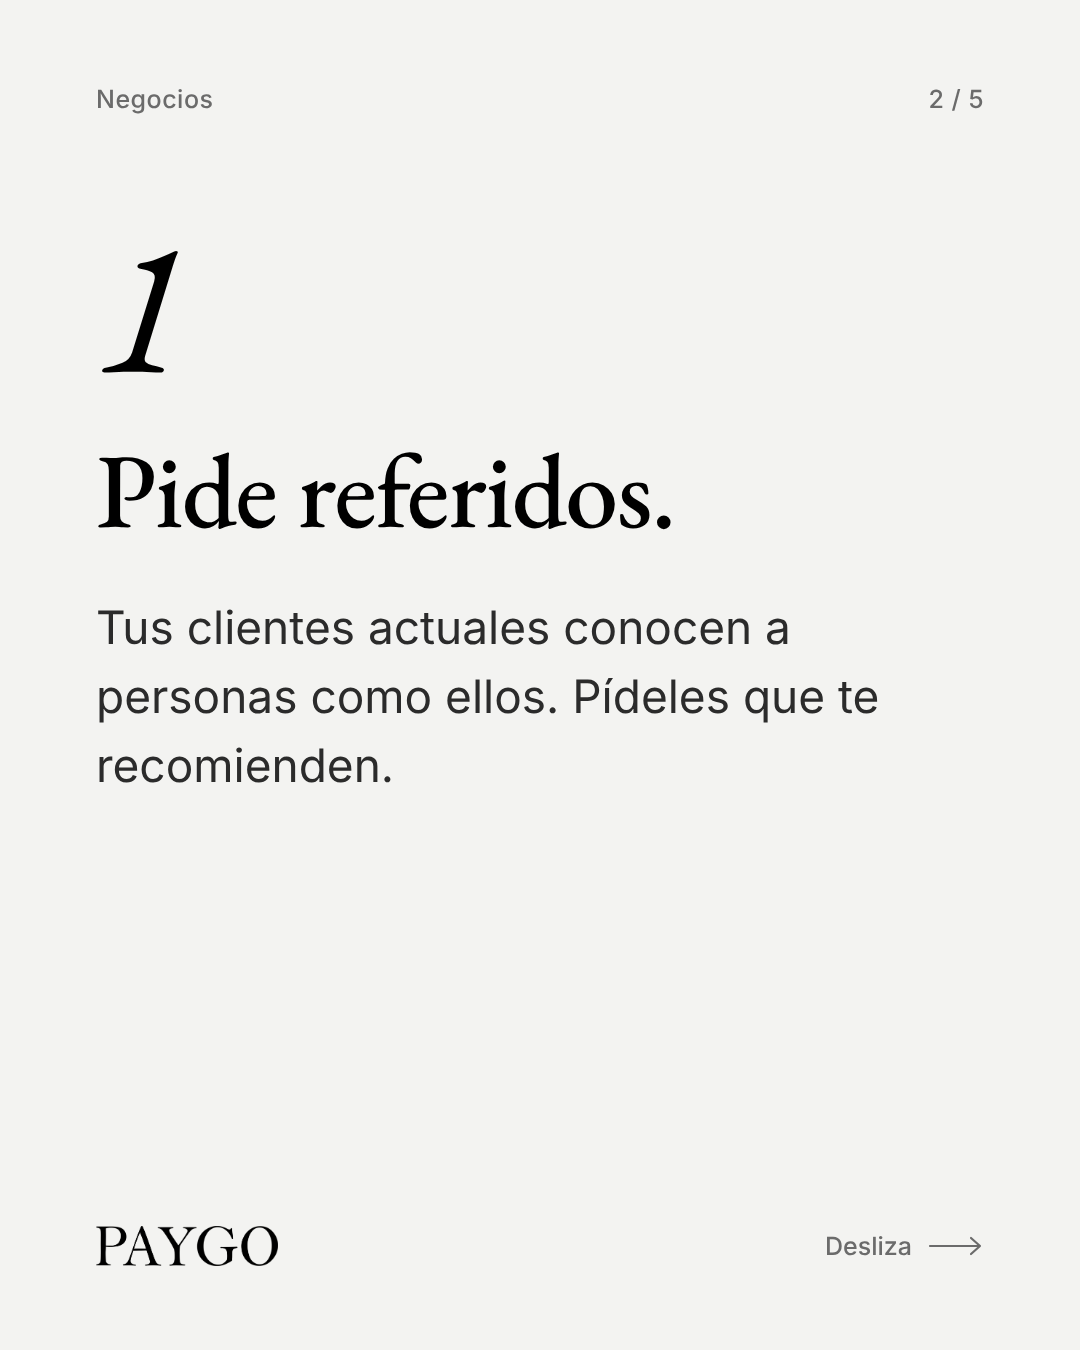 Negocios
2 / 5
1
Pide referidos.
Tus clientes actuales conocen a
personas como ellos. Pídeles que te
recomienden.
PAYGO
Desliza